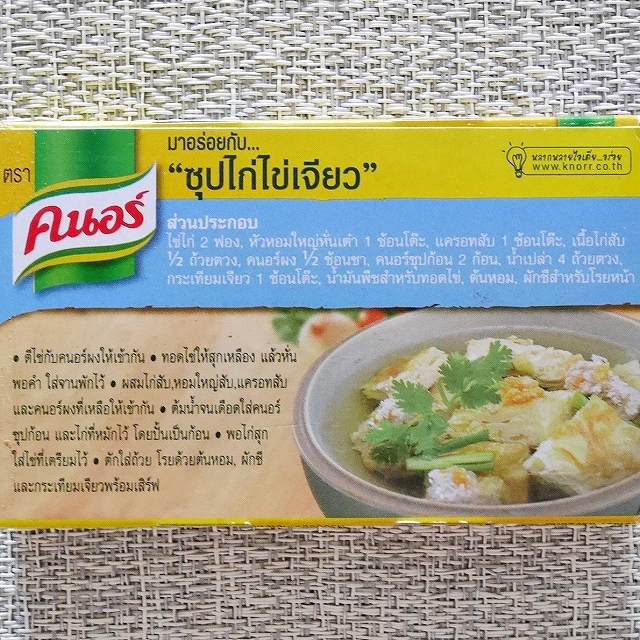 มาอร่อยกับ...
ตรา
"ซุปไก่ไข่เจียว"
หลากหลายไอเดีย...อร่อย
www.knorr.co.th
คนอร์
ส่วนประกอบ
ไข่ไก่ 2 ฟอง, หัวหอมใหญ่หั่นเต๋า 1 ช้อนโต๊ะ, แครอทสับ 1 ช้อนโต๊ะ, เนื้อไก่สับ
½ ถ้วยตวง, คนอร์ผง ½ ช้อนชา, คนอร์ซุปก้อน 2 ก้อน, น้ำเปล่า 4 ถ้วยตวง,
กระเทียมเจียว 1 ช้อนโต๊ะ, น้ำมันพืชสำหรับทอดไข่, ต้นหอม, ผักชีสำหรับโรยหน้า
• ตีไข่กับคนอร์ผงให้เข้ากัน • ทอดไข่ให้สุกเหลือง แล้วหั่น
พอคำ ใส่จานพักไว้ • ผสมไก่สับ,หอมใหญ่สับ,แครอทสับ
และคนอร์ผงที่เหลือให้เข้ากัน • ต้มน้ำจนเดือดใส่คนอร์
ซุปก้อน และไก่ที่หมักไว้ โดยปั้นเป็นก้อน • พอไก่สุก
ใส่ไข่ที่เตรียมไว้ • ตักใส่ถ้วย โรยด้วยต้นหอม, ผักชี
และกระเทียมเจียวพร้อมเสิร์ฟ